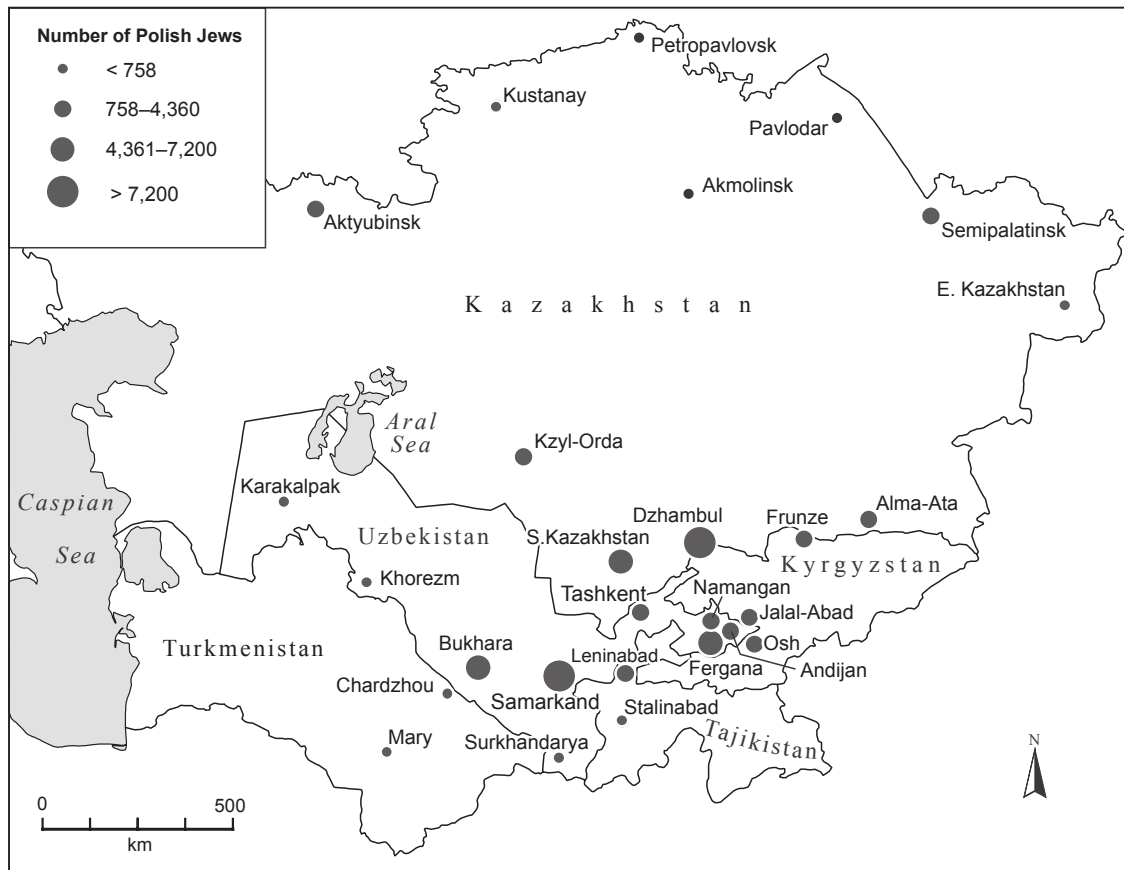 Number of Polish Jews
< 758
758–4,360
4,361–7,200
> 7,200
Petropavlovsk
Kustanay
Pavlodar
Akmolinsk
Aktyubinsk
Semipalatinsk
E. Kazakhstan
Kazakhstan
Aral
Sea
Kzyl-Orda
Karakalpak
Caspian
Sea
Alma-Ata
Dzhambul
Frunze
Uzbekistan
S.Kazakhstan
Kyrgyzstan
Khorezm
Tashkent
Namangan
Jalal-Abad
Turkmenistan
Bukhara
Leninabad
Osh
Fergana
Andijan
Chardzhou
Samarkand
Stalinabad
Tajikistan
Mary
Surkhandarya
N
0 500
km